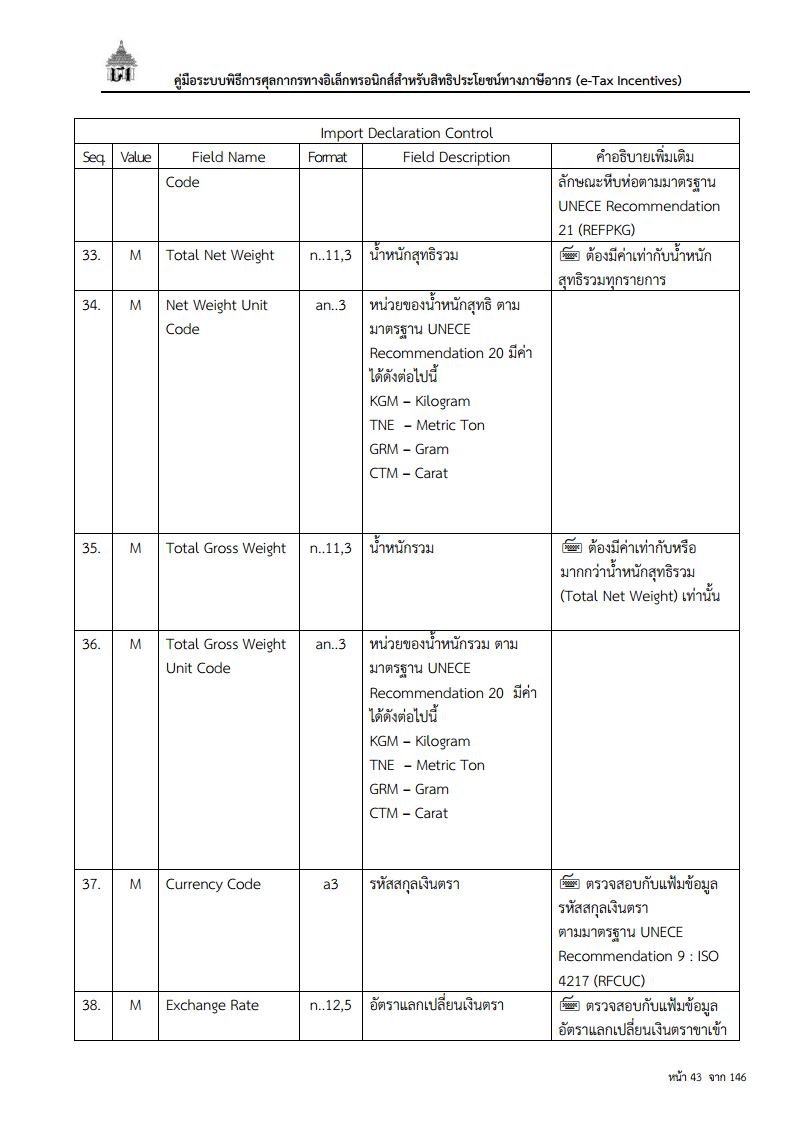 คู่มือระบบพิธีการศุลกากรทางอิเล็กทรอนิกส์สำหรับสิทธิประโยชน์ทางภาษีอากร (e-Tax Incentives)
Import Declaration Control
Seq. Value Field Name Format Field Description คำอธิบายเพิ่มเติม
Code ลักษณะหีบห่อตามมาตรฐาน
UNECE Recommendation
21 (REFPKG)
33. M Total Net Weight n..11,3 น้ำหนักสุทธิรวม ต้องมีค่าเท่ากับน้ำหนัก
สุทธิรวมทุกรายการ
34. M Net Weight Unit an..3 หน่วยของน้ำหนักสุทธิ ตาม
Code มาตรฐาน UNECE
Recommendation 20 มีค่า
ได้ดังต่อไปนี้
KGM – Kilogram
TNE – Metric Ton
GRM – Gram
CTM – Carat
35. M Total Gross Weight n..11,3 น้ำหนักรวม ต้องมีค่าเท่ากับหรือ
มากกว่าน้ำหนักสุทธิรวม
(Total Net Weight) เท่านั้น
36. M Total Gross Weight an..3 หน่วยของน้ำหนักรวม ตาม
Unit Code มาตรฐาน UNECE
Recommendation 20 มีค่า
ได้ดังต่อไปนี้
KGM – Kilogram
TNE – Metric Ton
GRM – Gram
CTM – Carat
37. M Currency Code a3 รหัสสกุลเงินตรา ตรวจสอบกับแฟ้มข้อมูล
รหัสสกุลเงินตรา
ตามมาตรฐาน UNECE
Recommendation 9 : ISO
4217 (RFCUC)
38. M Exchange Rate n..12,5 อัตราแลกเปลี่ยนเงินตรา ตรวจสอบกับแฟ้มข้อมูล
อัตราแลกเปลี่ยนเงินตราขาเข้า
หน้า 43 จาก 146